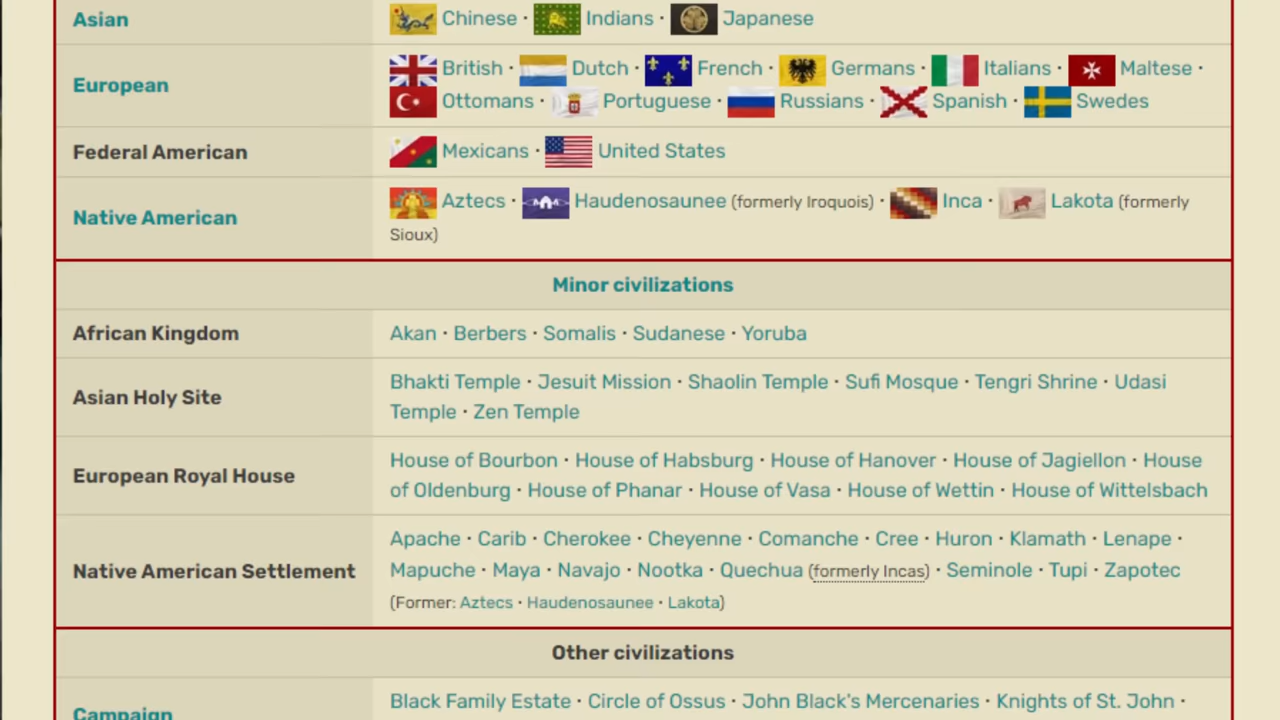 Asian
Chinese · Indians · Japanese
European
British · Dutch · French · Germans · Italians · Maltese ·
Ottomans · Portuguese · Russians · Spanish · Swedes
Federal American
Mexicans · United States
Native American
Aztecs · Haudenosaunee (formerly Iroquois) · Inca · Lakota (formerly
Sioux)
Minor civilizations
African Kingdom
Akan · Berbers · Somalis · Sudanese · Yoruba
Asian Holy Site
Bhakti Temple · Jesuit Mission · Shaolin Temple · Sufi Mosque · Tengri Shrine · Udasi
Temple · Zen Temple
European Royal House
House of Bourbon · House of Habsburg · House of Hanover · House of Jagiellon · House
of Oldenburg · House of Phanar · House of Vasa · House of Wettin · House of Wittelsbach
Native American Settlement
Apache · Carib · Cherokee · Cheyenne · Comanche · Cree · Huron · Klamath · Lenape ·
Mapuche · Maya · Navajo · Nootka · Quechua (formerly Incas) · Seminole · Tupi · Zapotec
(Former: Aztecs · Haudenosaunee · Lakota)
Other civilizations
Campaign
Black Family Estate · Circle of Ossus · John Black's Mercenaries · Knights of St. John ·